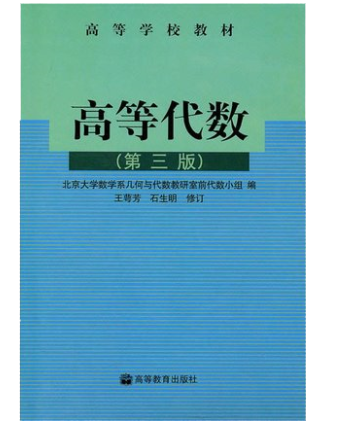 高等学校教材
高等代数
(第三版)
北京大学数学系几何与代数教研室前代数小组 编
王萼芳 石生明 修订
高等教育出版社